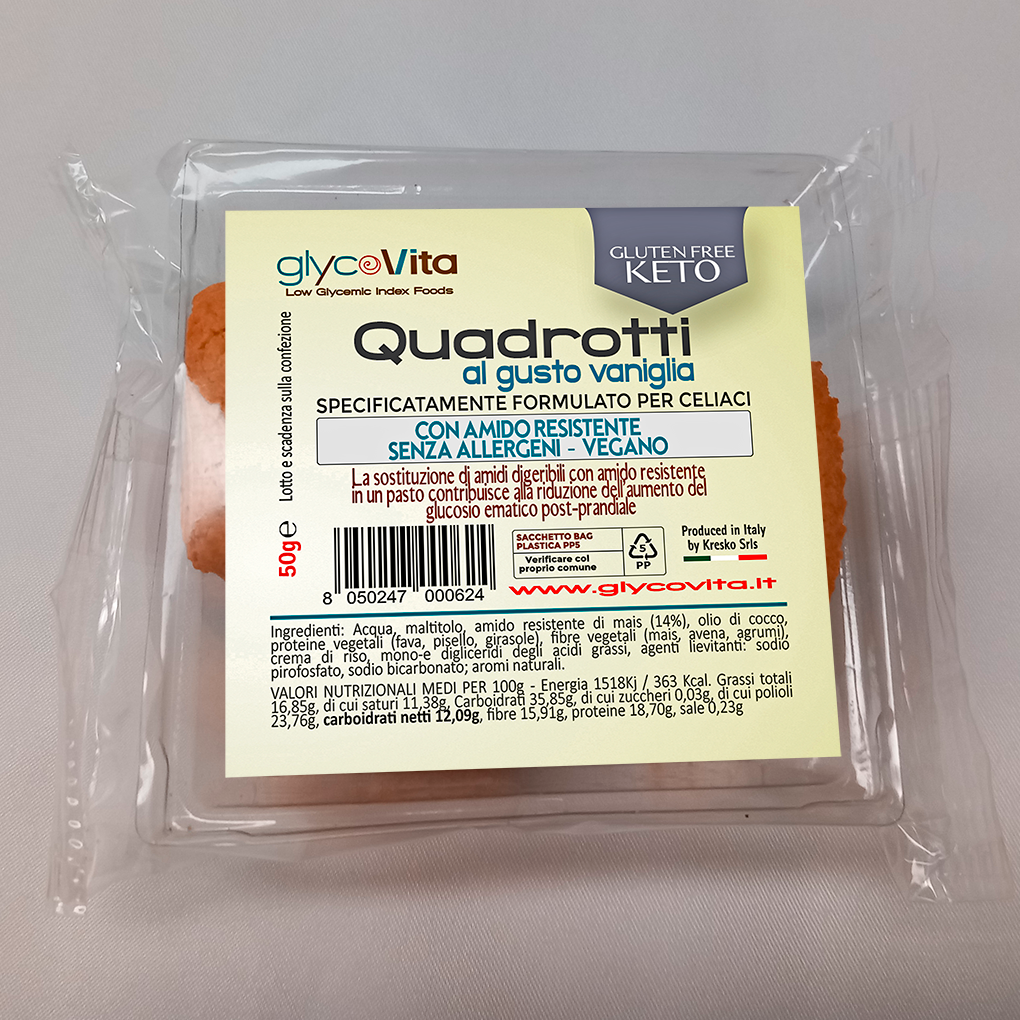 glycoVita
Low Glycemic Index Foods
GLUTEN FREE
KETO
Quadrotti
al gusto vaniglia
SPECIFICATAMENTE FORMULATO PER CELIACI
CON AMIDO RESISTENTE
SENZA ALLERGENI - VEGANO
La sostituzione di amidi digeribili con amido resistente
in un pasto contribuisce alla riduzione dell'aumento del
glucosio ematico post-prandiale
Lotto e scadenza sulla confezione
50g e
8 050247 000624
SACCHETTO BAG
PLASTICA PP5
Verificare col
proprio comune
5
PP
Produced in Italy
by Kresko Srls
www.glycovita.it
Ingredienti: Acqua, maltitolo, amido resistente di mais (14%), olio di cocco,
proteine vegetali (fava, pisello, girasole), fibre vegetali (mais, avena, agrumi),
crema di riso, mono-e digliceridi degli acidi grassi, agenti lievitanti: sodio
pirofosfato, sodio bicarbonato; aromi naturali.
VALORI NUTRIZIONALI MEDI PER 100g - Energia 1518Kj / 363 Kcal. Grassi totali
16,85g, di cui saturi 11,38g, Carboidrati 35,85g, di cui zuccheri 0,03g, di cui polioli
23,76g, carboidrati netti 12,09g, fibre 15,91g, proteine 18,70g, sale 0,23g